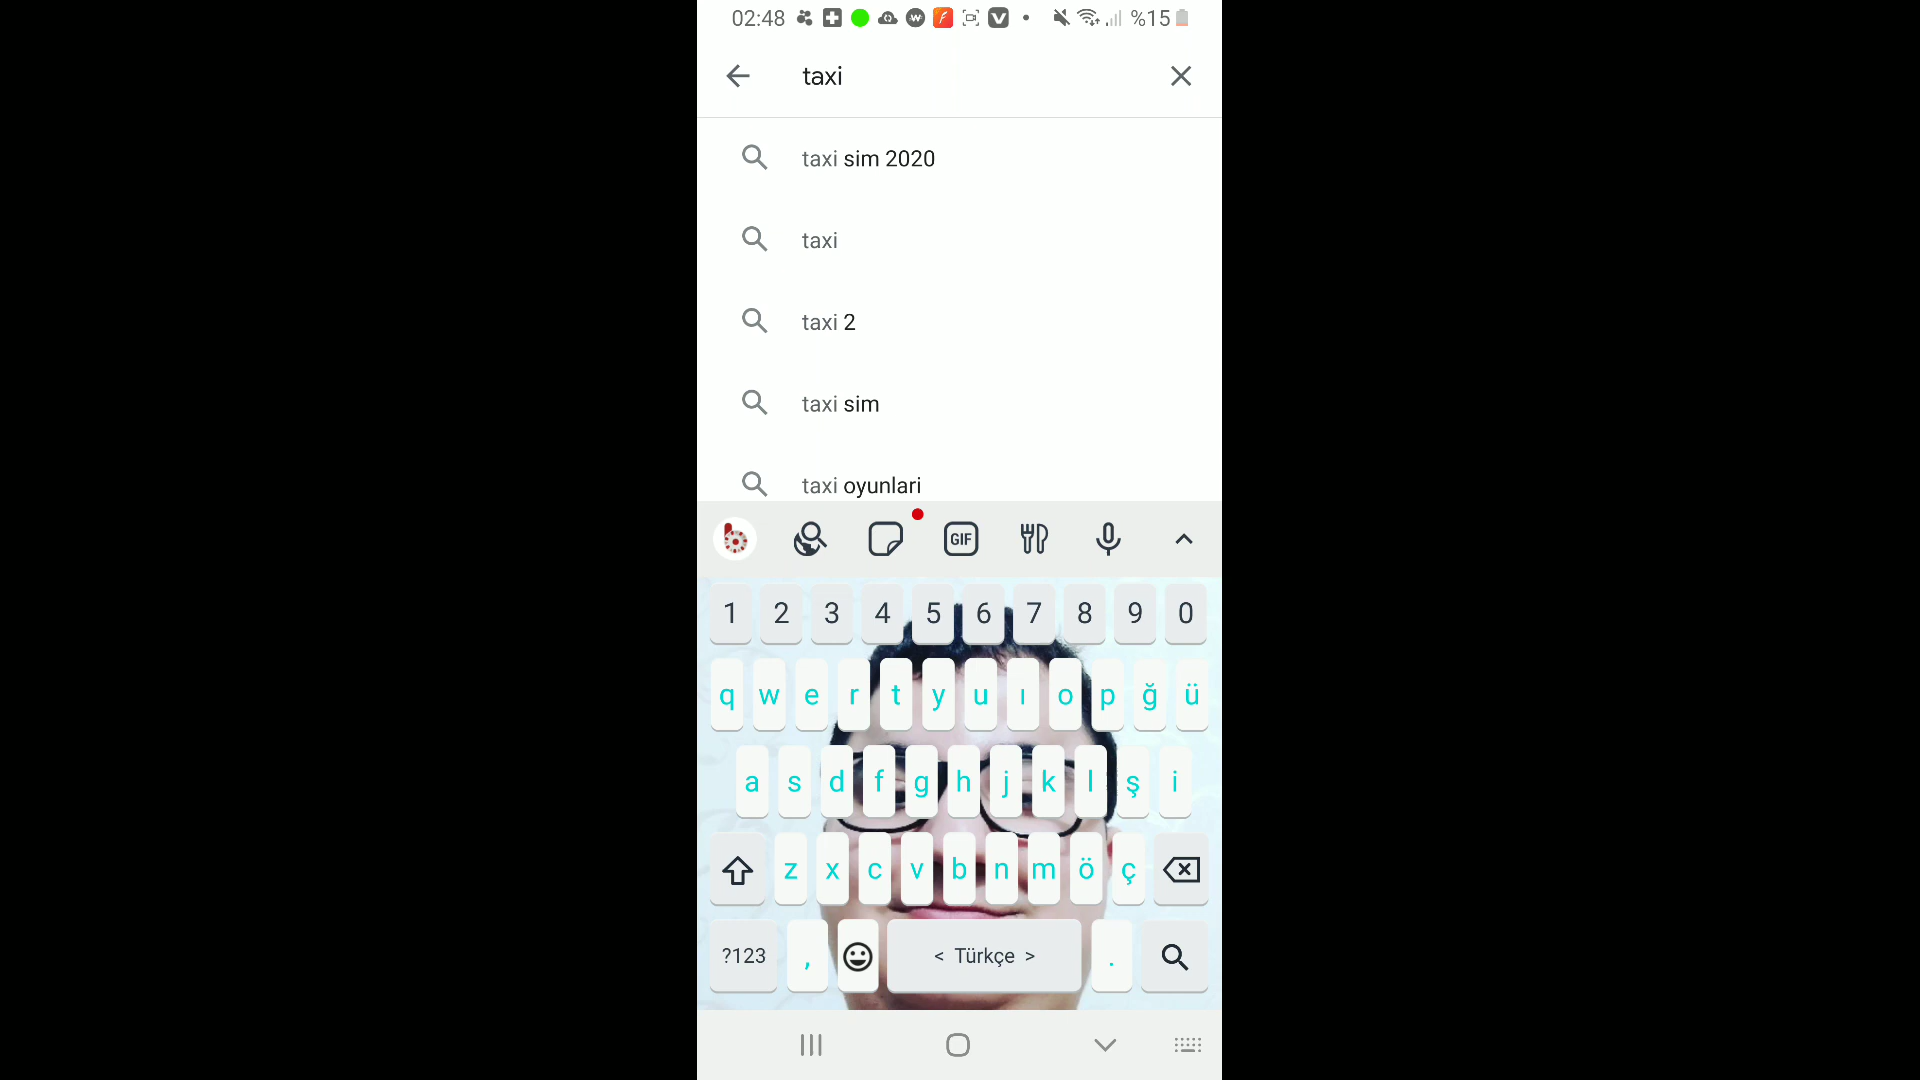 02:48 %15
taxi
taxi sim 2020
taxi
taxi 2
taxi sim
taxi oyunlari
GIF
1 2 3 4 5 6 7 8 9 0
q w e r t y u ı o p ğ ü
a s d f g h j k l ş i
z x c v b n m ö ç
?123 , < Türkçe > .